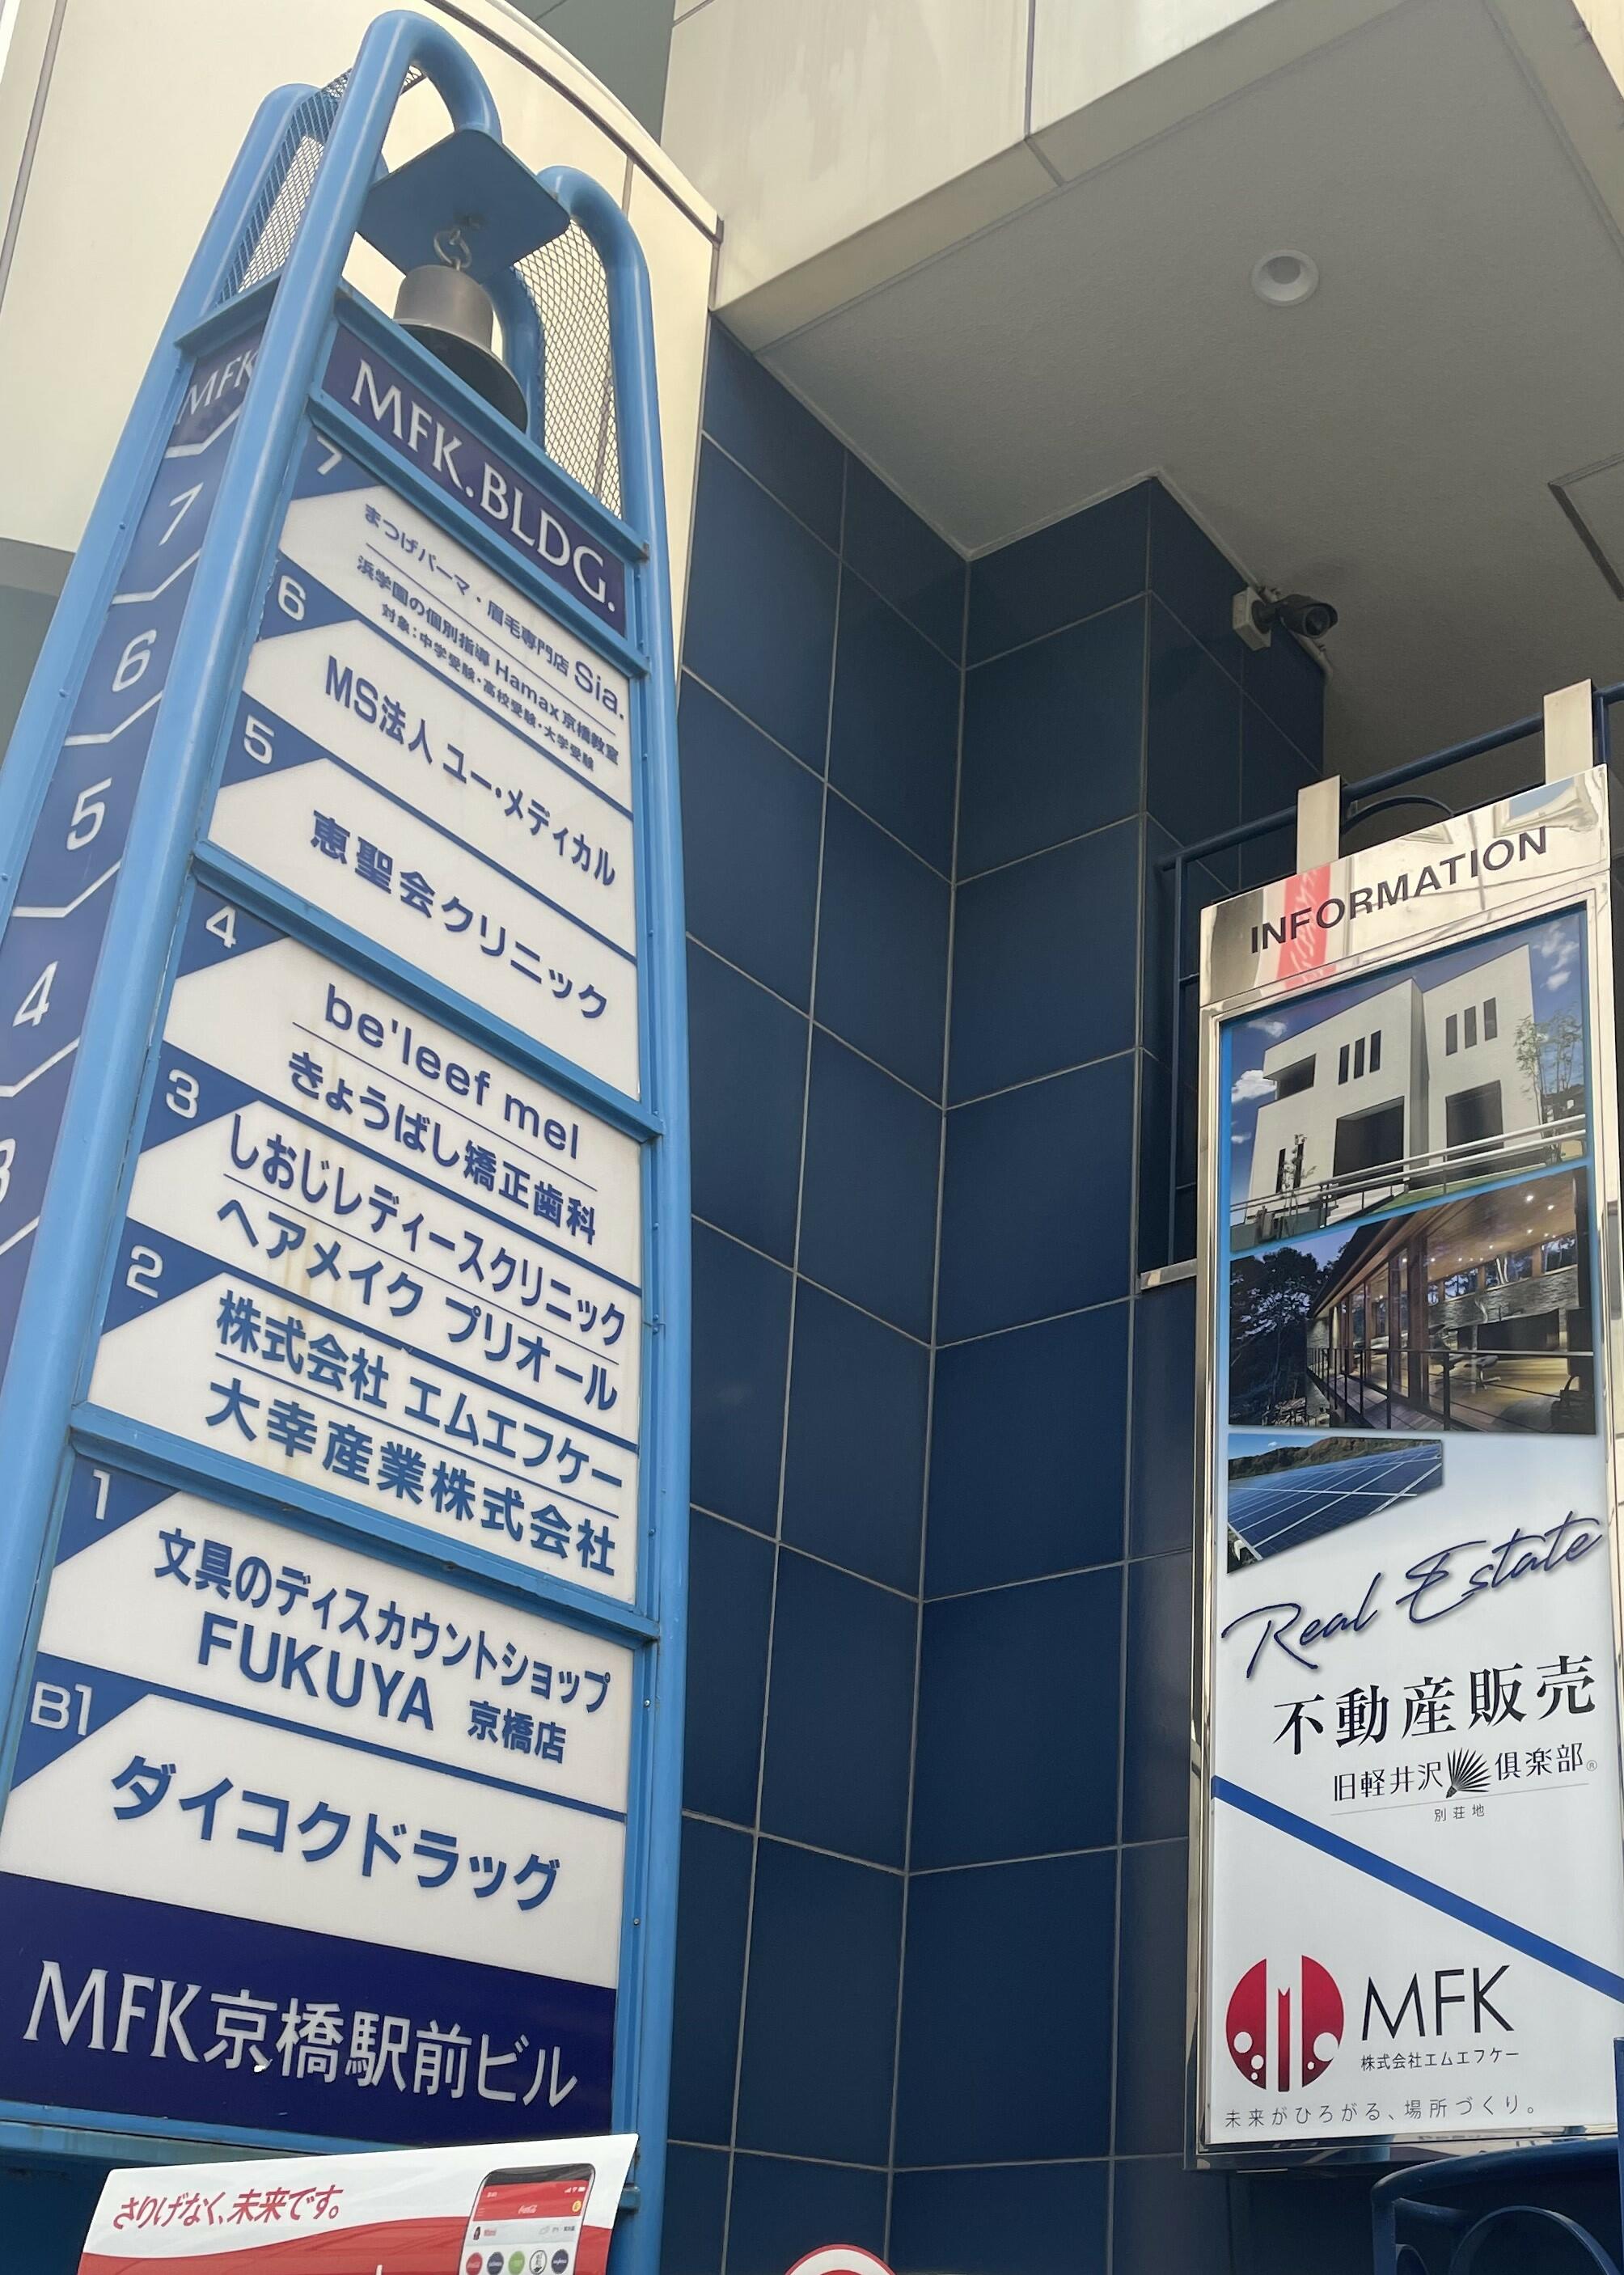 MFK.BLDG.
7
まつげパーマ・眉毛専門店 Sia.
浜学園の個別指導 Hamax 京橋教室
対象:中学受験・高校受験・大学受験
6
MS法人 ユー・メディカル
5
恵聖会クリニック
4
be'leef mel
きょうばし矯正歯科
3
しおじレディースクリニック
ヘアメイク プリオール
2
株式会社 エムエフケー
大幸産業株式会社
1
文具のディスカウントショップ
FUKUYA 京橋店
B1
ダイコクドラッグ
MFK京橋駅前ビル
さりげなく、未来です。
MFK
7
6
5
4
3
INFORMATION
Real Estate
不動産販売
旧軽井沢 倶楽部®
別荘地
MFK
株式会社エムエフケー
未来がひろがる、場所づくり。